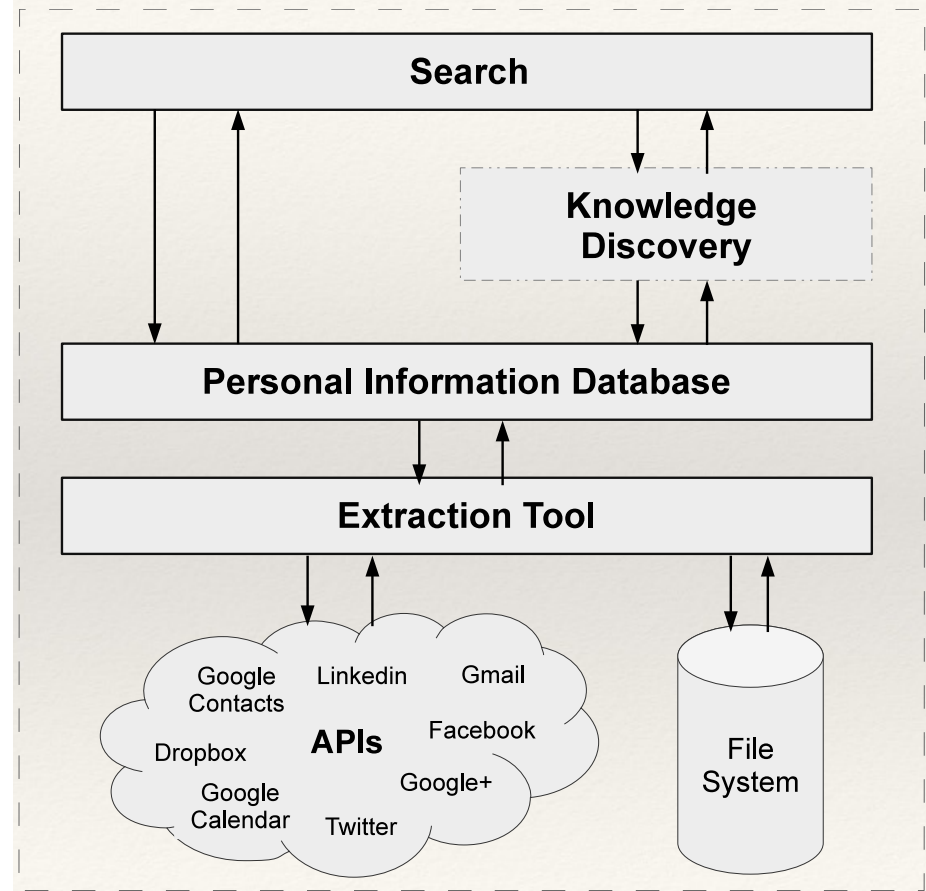 Search
Knowledge
Discovery
Personal Information Database
Extraction Tool
Google
Contacts
Linkedin
Gmail
Dropbox
APIs
Facebook
Google
Calendar
Twitter
Google+
File
System